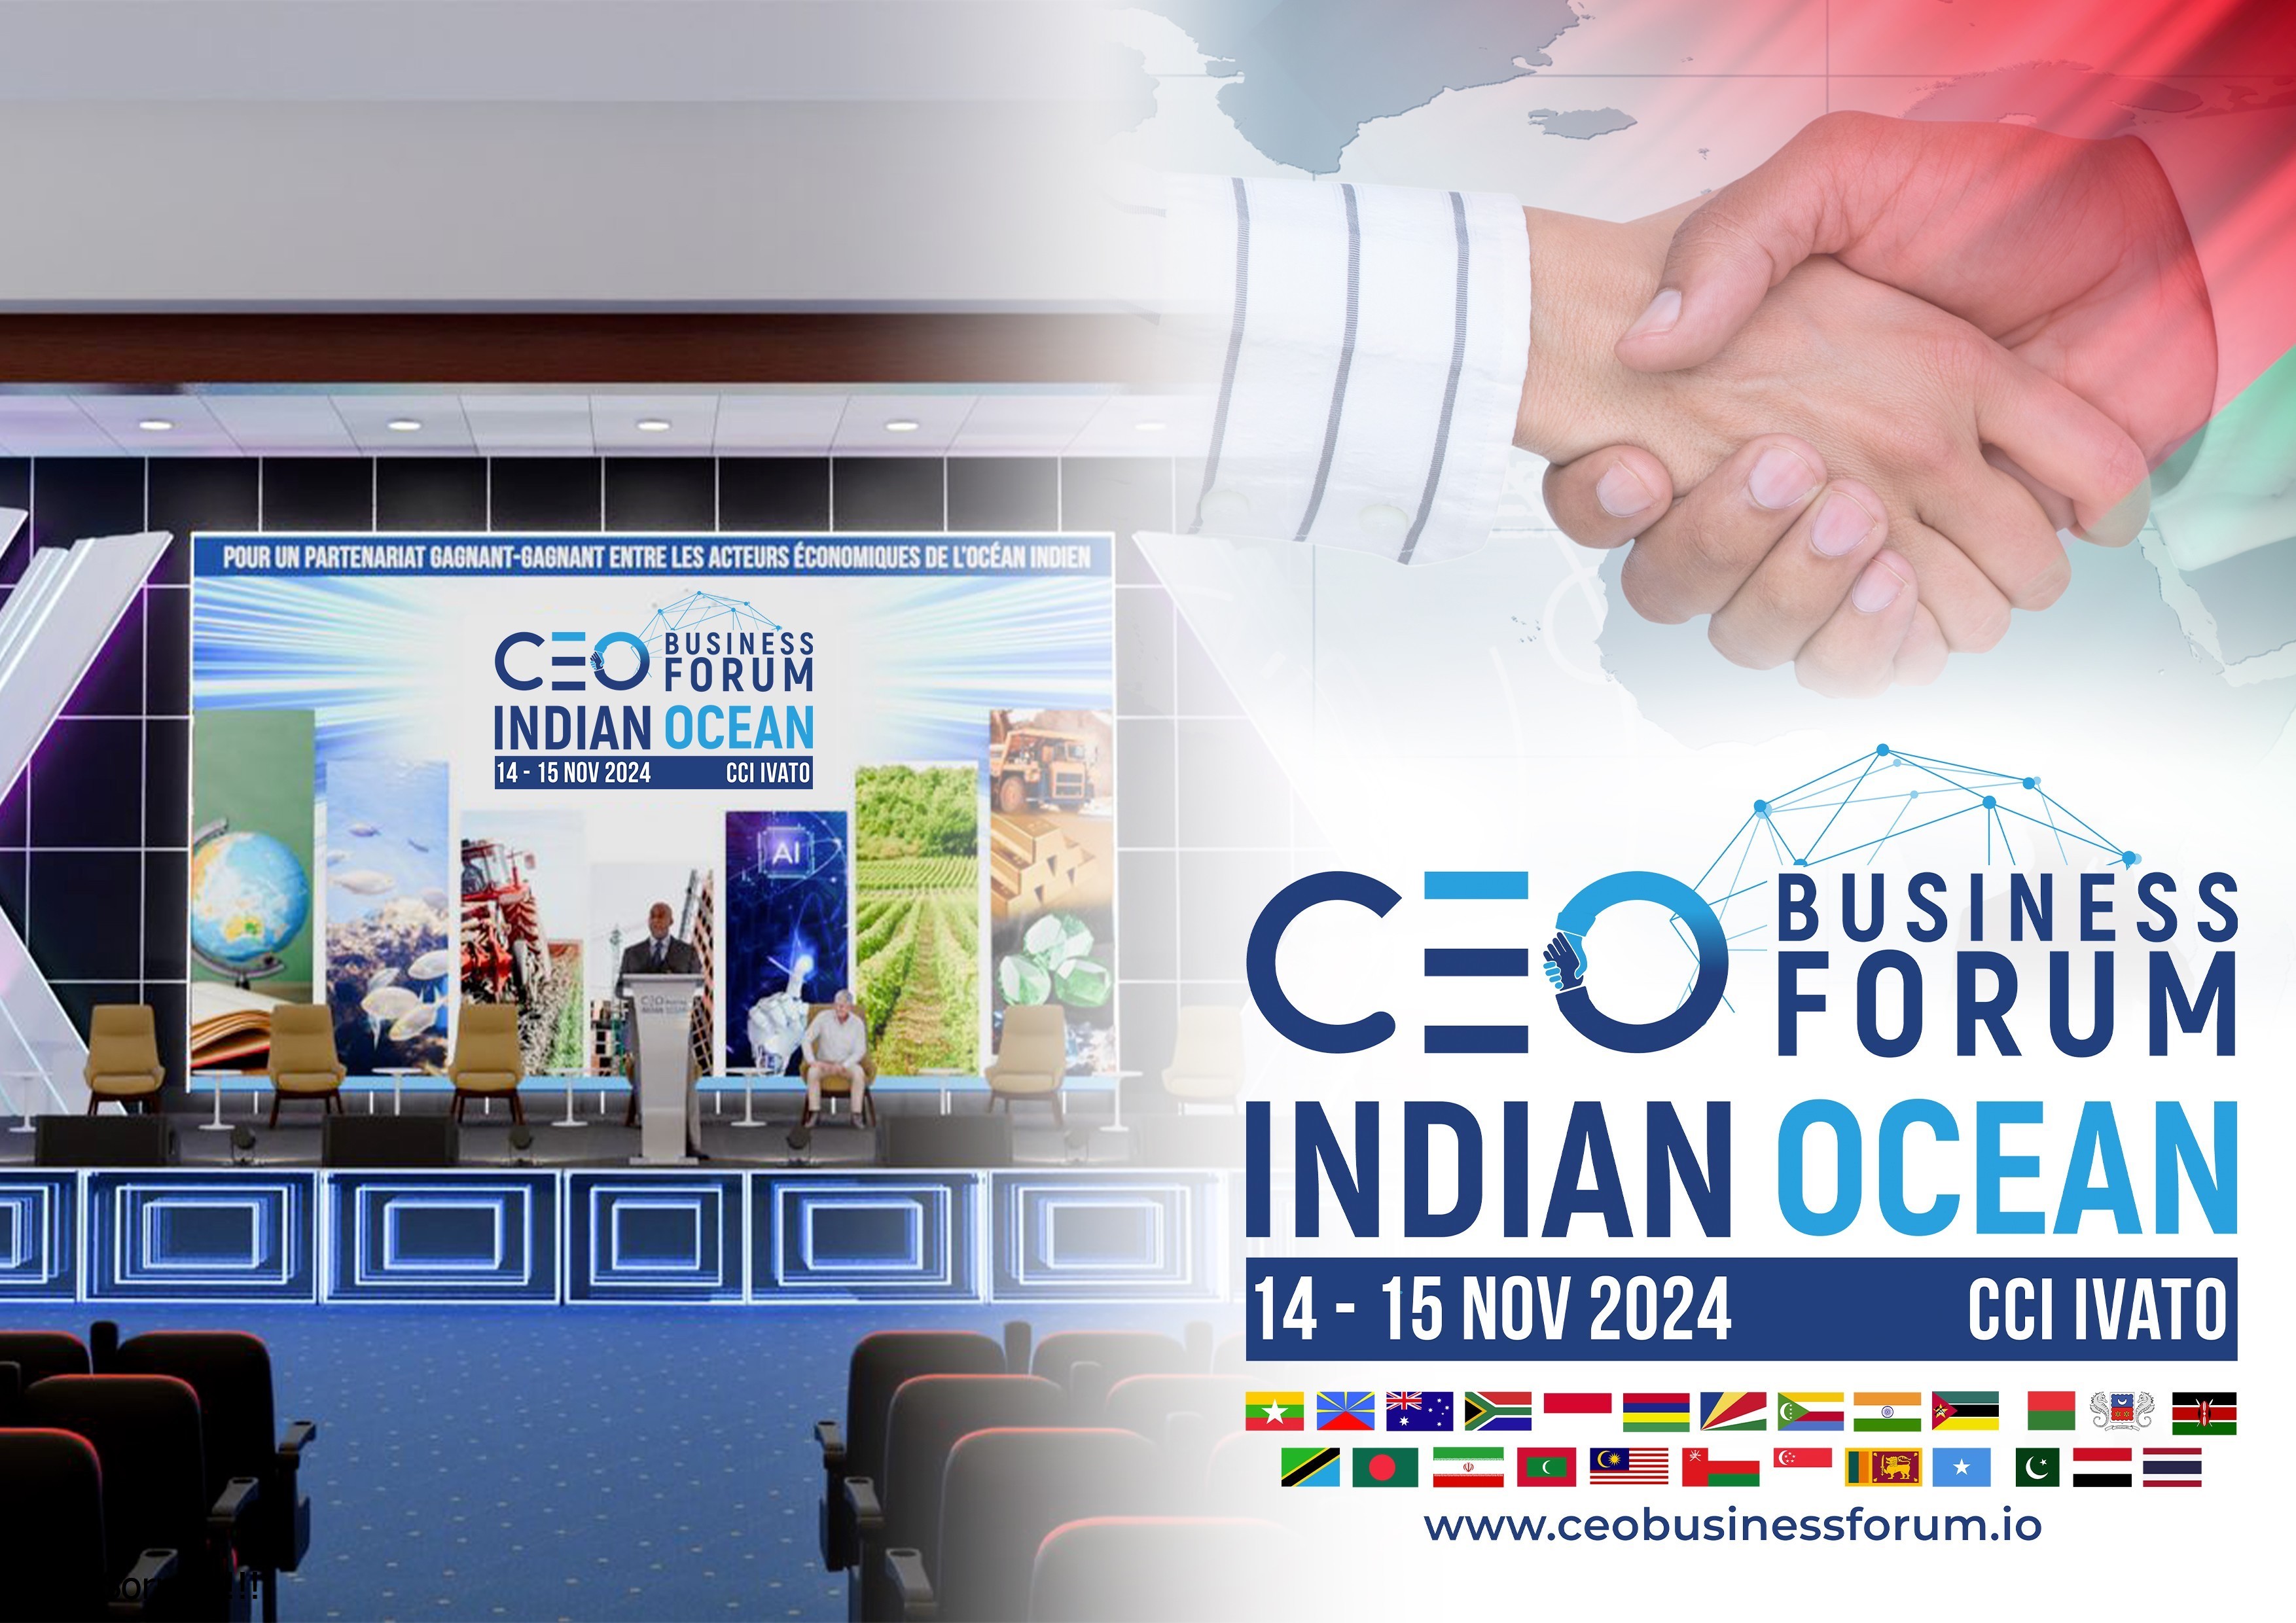 POUR UN PARTENARIAT GAGNANT-GAGNANT ENTRE LES ACTEURS ÉCONOMIQUES DE L'OCÉAN INDIEN
CEO BUSINESS
FORUM
INDIAN OCEAN
14 - 15 NOV 2024 CCI IVATO
AI
CEO BUSINESS
FORUM
INDIAN OCEAN
14 - 15 NOV 2024 CCI IVATO
www.ceobusinessforum.io